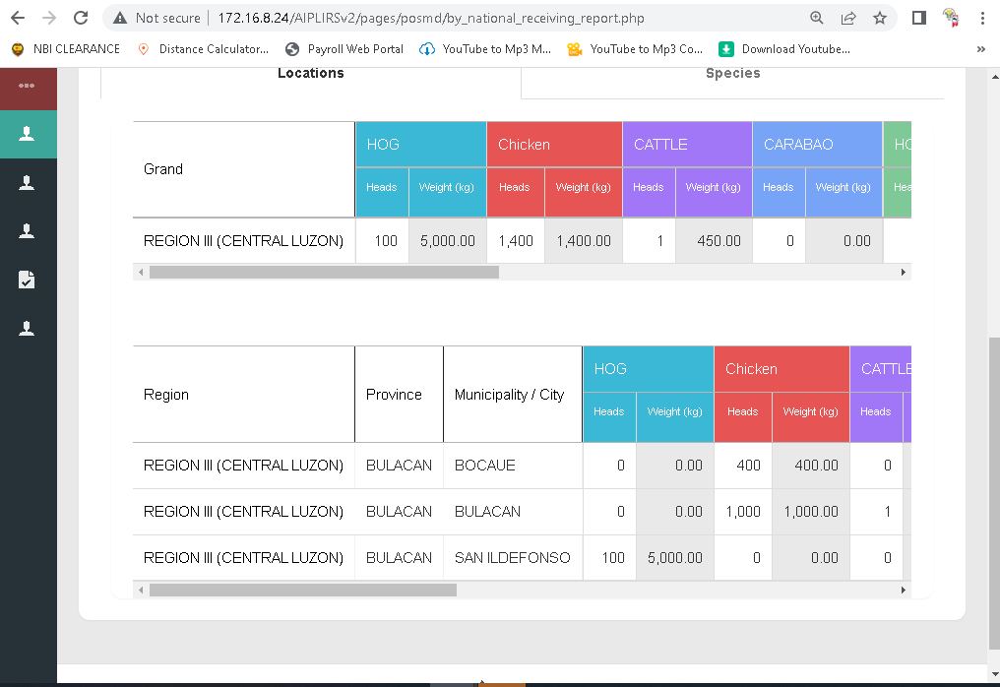 Not secure 172.16.8.24/AIPLIRSv2/pages/posmd/by_national_receiving_report.php
NBI CLEARANCE Distance Calculator... Payroll Web Portal YouTube to Mp3 M... YouTube to Mp3 Co... Download Youtube... »
Locations Species
Grand HOG Chicken CATTLE CARABAO
Heads Weight (kg) Heads Weight (kg) Heads Weight (kg) Heads Weight (kg)
REGION III (CENTRAL LUZON) 100 5,000.00 1,400 1,400.00 1 450.00 0 0.00
Region Province Municipality / City HOG Chicken CATTLE
Heads Weight (kg) Heads Weight (kg) Heads
REGION III (CENTRAL LUZON) BULACAN BOCAUE 0 0.00 400 400.00 0
REGION III (CENTRAL LUZON) BULACAN BULACAN 0 0.00 1,000 1,000.00 1
REGION III (CENTRAL LUZON) BULACAN SAN ILDEFONSO 100 5,000.00 0 0.00 0